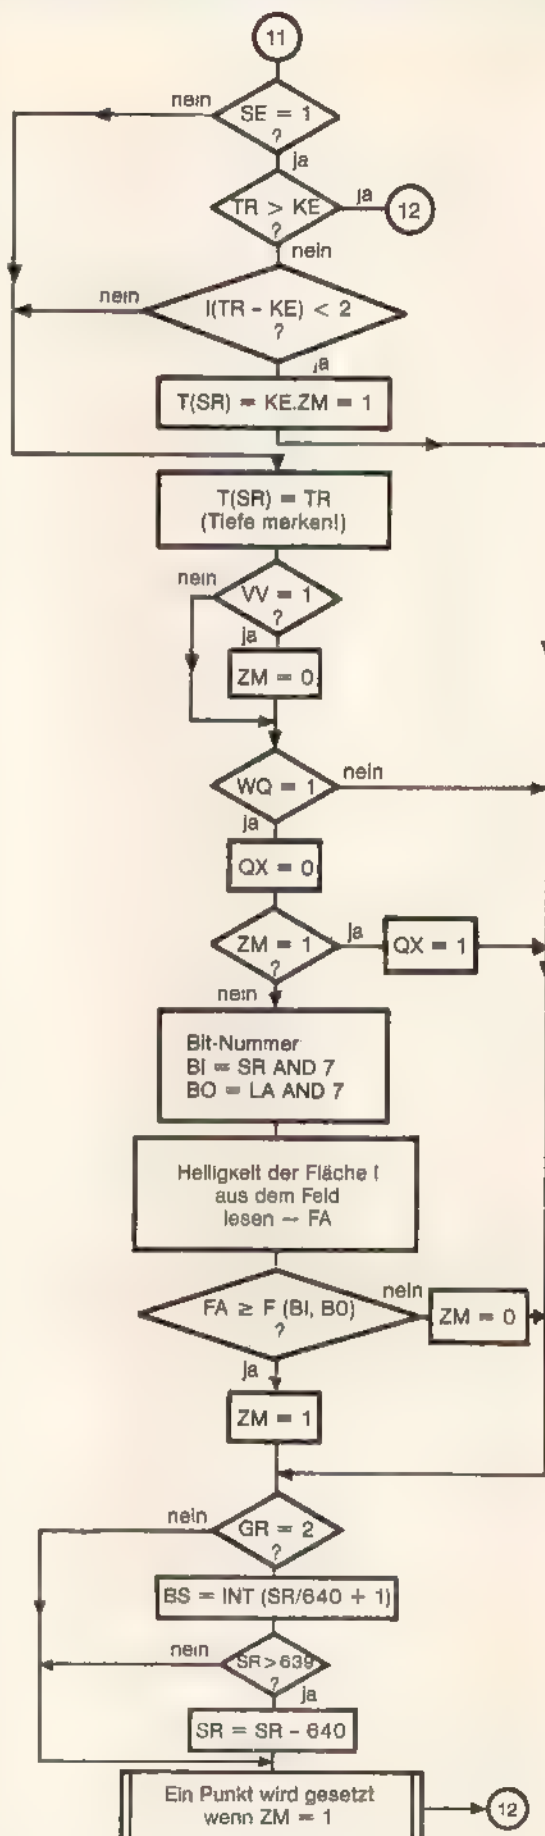 11
nein
SE = 1
?
ja
TR > KE
?
ja
12
nein
nein
I(TR - KE) < 2
?
ja
T(SR) = KE.ZM = 1
T(SR) = TR
(Tiefe merken!)
nein
VV = 1
?
ja
ZM = 0
WQ = 1
nein
ja
QX = 0
ZM = 1
?
ja
QX = 1
nein
Bit-Nummer
BI = SR AND 7
BO = LA AND 7
Helligkeit der Fläche I
aus dem Feld
lesen → FA
FA ≥ F (BI, BO)
?
nein
ZM = 0
ja
ZM = 1
nein
GR = 2
?
BS = INT (SR/640 + 1)
nein
SR > 639
?
ja
SR = SR - 640
Ein Punkt wird gesetzt
wenn ZM = 1
12